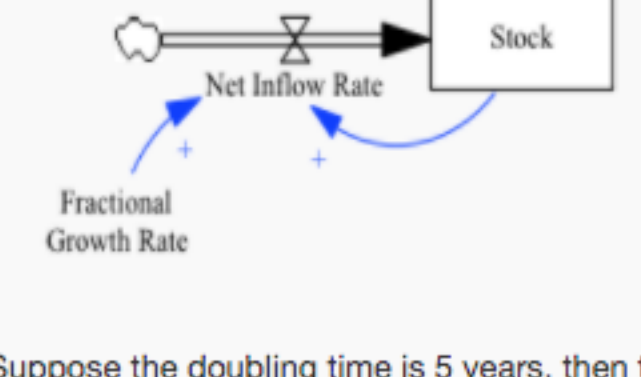 Stock
Net Inflow Rate
+
+
Fractional
Growth Rate
Suppose the doubling time is 5 years, then